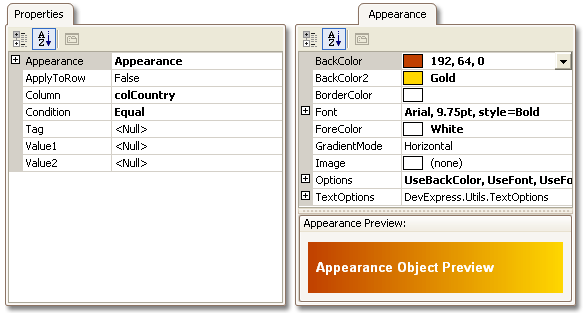 Properties
Appearance Appearance
ApplyToRow False
Column colCountry
Condition Equal
Tag <Null>
Value1 <Null>
Value2 <Null>
Appearance
BackColor 192, 64, 0
BackColor2 Gold
BorderColor
Font Arial, 9.75pt, style=Bold
ForeColor White
GradientMode Horizontal
Image (none)
Options UseBackColor, UseFont, UseFo
TextOptions DevExpress.Utils.TextOptions
Appearance Preview:
Appearance Object Preview